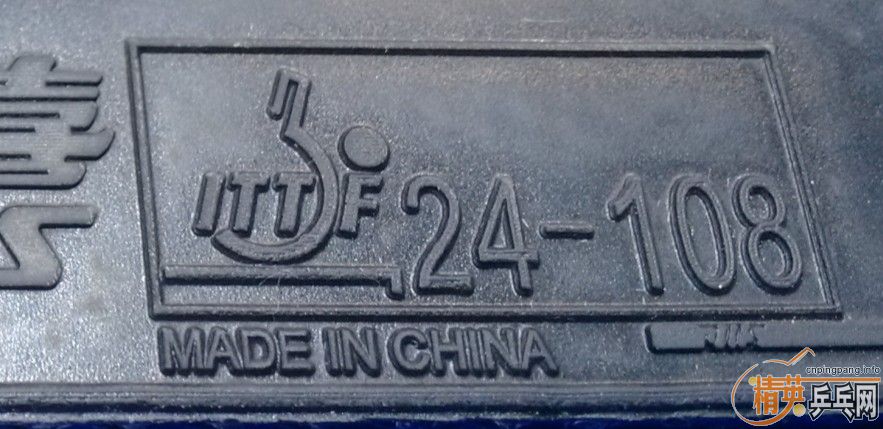 ITTF 24-108
MADE IN CHINA
cnpingpang.info
精英乒乓网